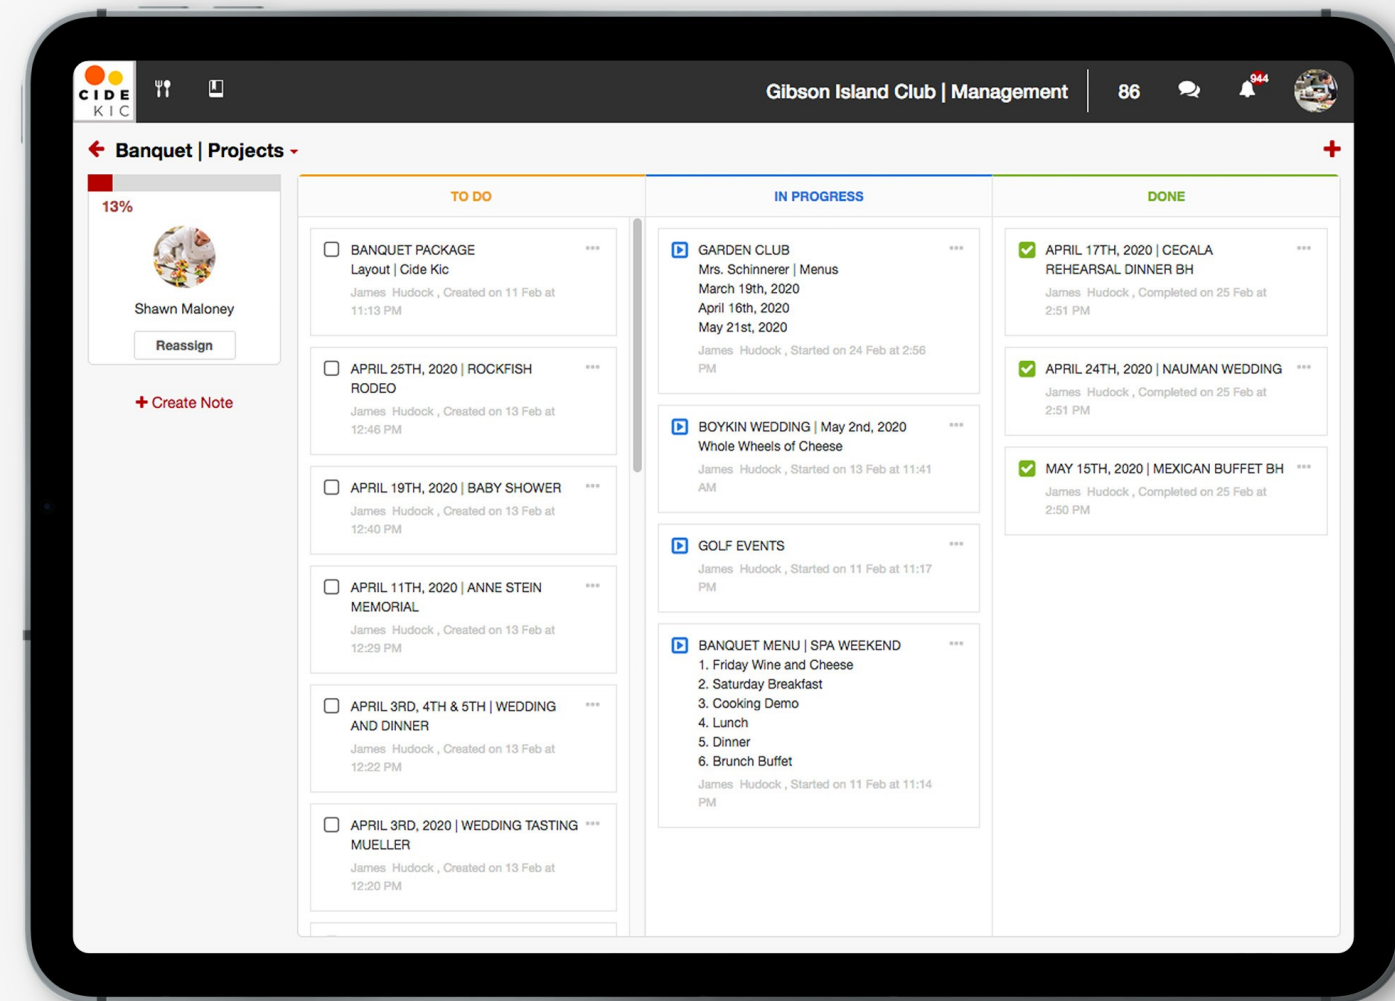 CIDE
KIC
Gibson Island Club | Management
86
944
Banquet | Projects
13%
Shawn Maloney
Reassign
+ Create Note
TO DO
BANQUET PACKAGE
Layout | Cide Kic
James Hudock , Created on 11 Feb at
11:13 PM
APRIL 25TH, 2020 | ROCKFISH
RODEO
James Hudock , Created on 13 Feb at
12:46 PM
APRIL 19TH, 2020 | BABY SHOWER
James Hudock , Created on 13 Feb at
12:40 PM
APRIL 11TH, 2020 | ANNE STEIN
MEMORIAL
James Hudock , Created on 13 Feb at
12:29 PM
APRIL 3RD, 4TH & 5TH | WEDDING
AND DINNER
James Hudock , Created on 13 Feb at
12:22 PM
APRIL 3RD, 2020 | WEDDING TASTING
MUELLER
James Hudock , Created on 13 Feb at
12:20 PM
IN PROGRESS
GARDEN CLUB
Mrs. Schinnerer | Menus
March 19th, 2020
April 16th, 2020
May 21st, 2020
James Hudock , Started on 24 Feb at 2:56
PM
BOYKIN WEDDING | May 2nd, 2020
Whole Wheels of Cheese
James Hudock , Started on 13 Feb at 11:41
AM
GOLF EVENTS
James Hudock , Started on 11 Feb at 11:17
PM
BANQUET MENU | SPA WEEKEND
1. Friday Wine and Cheese
2. Saturday Breakfast
3. Cooking Demo
4. Lunch
5. Dinner
6. Brunch Buffet
James Hudock , Started on 11 Feb at 11:14
PM
DONE
APRIL 17TH, 2020 | CECALA
REHEARSAL DINNER BH
James Hudock , Completed on 25 Feb at
2:51 PM
APRIL 24TH, 2020 | NAUMAN WEDDING
James Hudock , Completed on 25 Feb at
2:51 PM
MAY 15TH, 2020 | MEXICAN BUFFET BH
James Hudock , Completed on 25 Feb at
2:50 PM